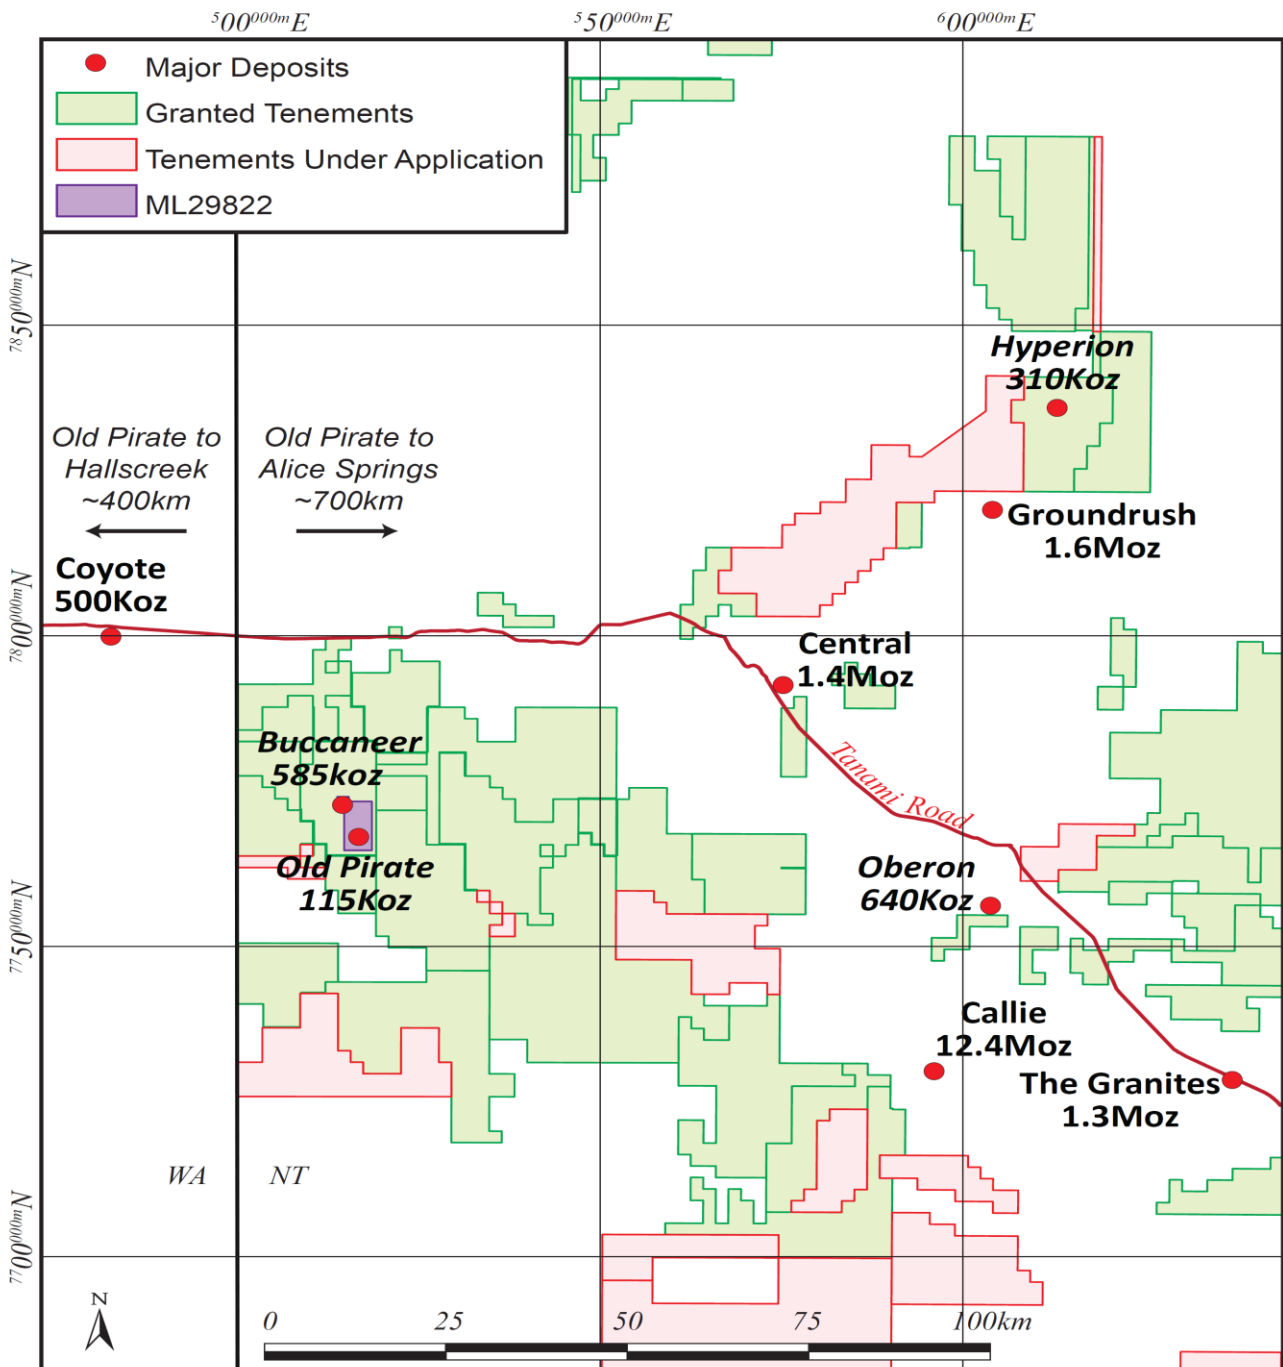 500000mE
550000mE
600000mE
Major Deposits
Granted Tenements
Tenements Under Application
ML29822
7850000mN
Hyperion
310Koz
Old Pirate to
Hallscreek
~400km
Old Pirate to
Alice Springs
~700km
Groundrush
1.6Moz
Coyote
500Koz
7800000mN
Central
1.4Moz
Buccaneer
585koz
Tanami Road
Old Pirate
115Koz
Oberon
640Koz
7750000mN
Callie
12.4Moz
The Granites
1.3Moz
WA
NT
7700000mN
N
0
25
50
75
100km